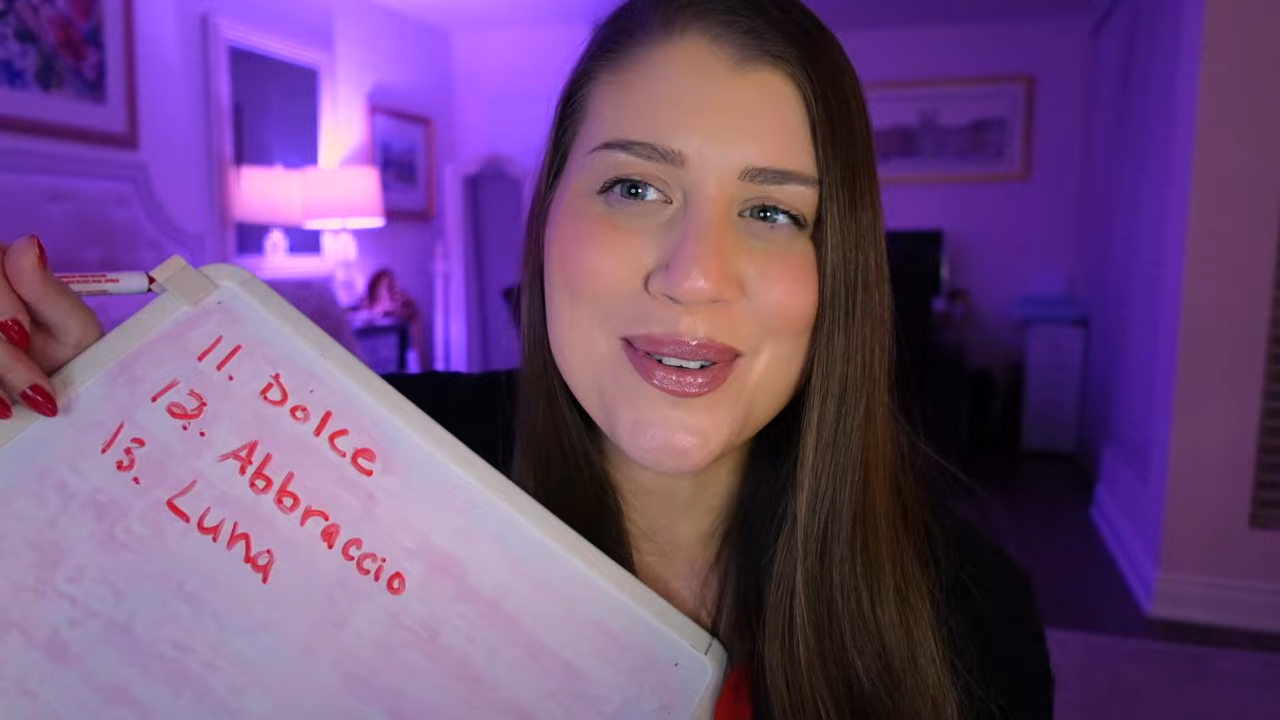 11. Dolce
12. Abbraccio
13. Luna